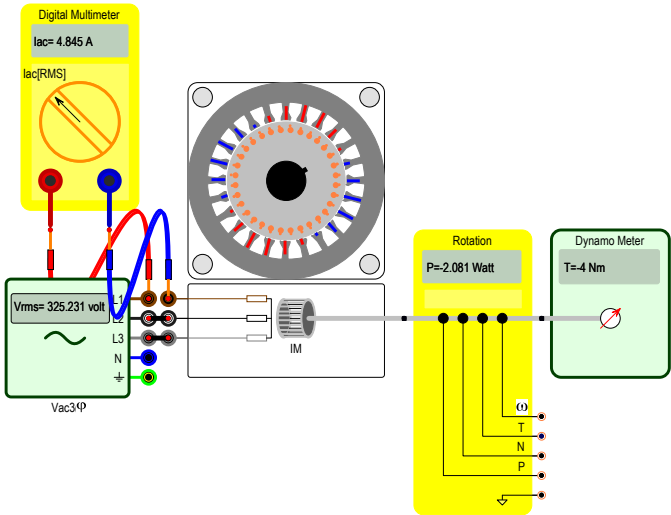 Digital Multimeter
Iac= 4.845 A
Iac[RMS]
Vrms= 325.231 volt
L1
L2
L3
N
Vac3φ
IM
Rotation
P=-2.081 Watt
ω
T
N
P
Dynamo Meter
T=-4 Nm